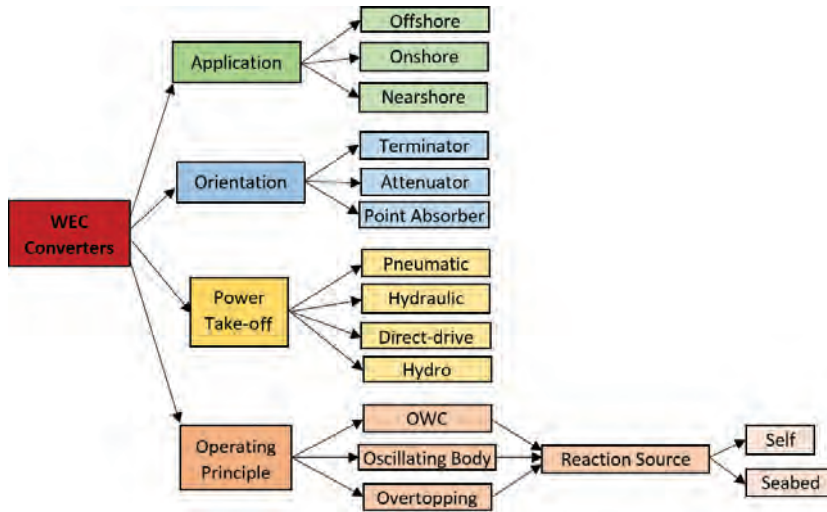 Offshore
Application
Onshore
Nearshore
Terminator
Orientation
Attenuator
Point Absorber
WEC
Converters
Pneumatic
Power
Take-off
Hydraulic
Direct-drive
Hydro
OWC
Operating
Principle
Oscillating Body
Overtopping
Reaction Source
Self
Seabed